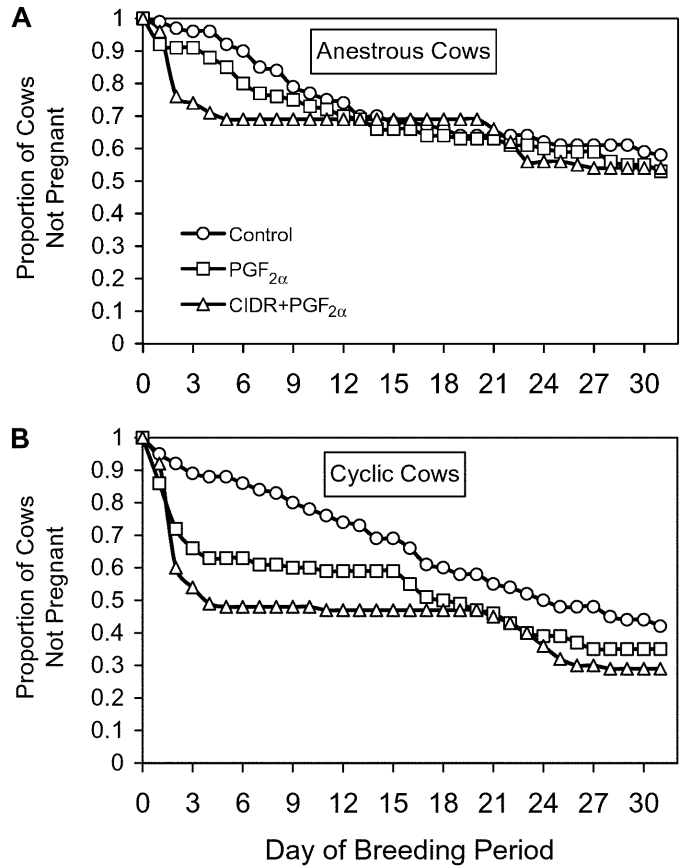 A
Anestrous Cows
Proportion of Cows
Not Pregnant
1
0.9
0.8
0.7
0.6
0.5
0.4
0.3
0.2
0.1
0
Control
PGF2α
CIDR+PGF2α
0 3 6 9 12 15 18 21 24 27 30
B
Cyclic Cows
Proportion of Cows
Not Pregnant
1
0.9
0.8
0.7
0.6
0.5
0.4
0.3
0.2
0.1
0
0 3 6 9 12 15 18 21 24 27 30
Day of Breeding Period